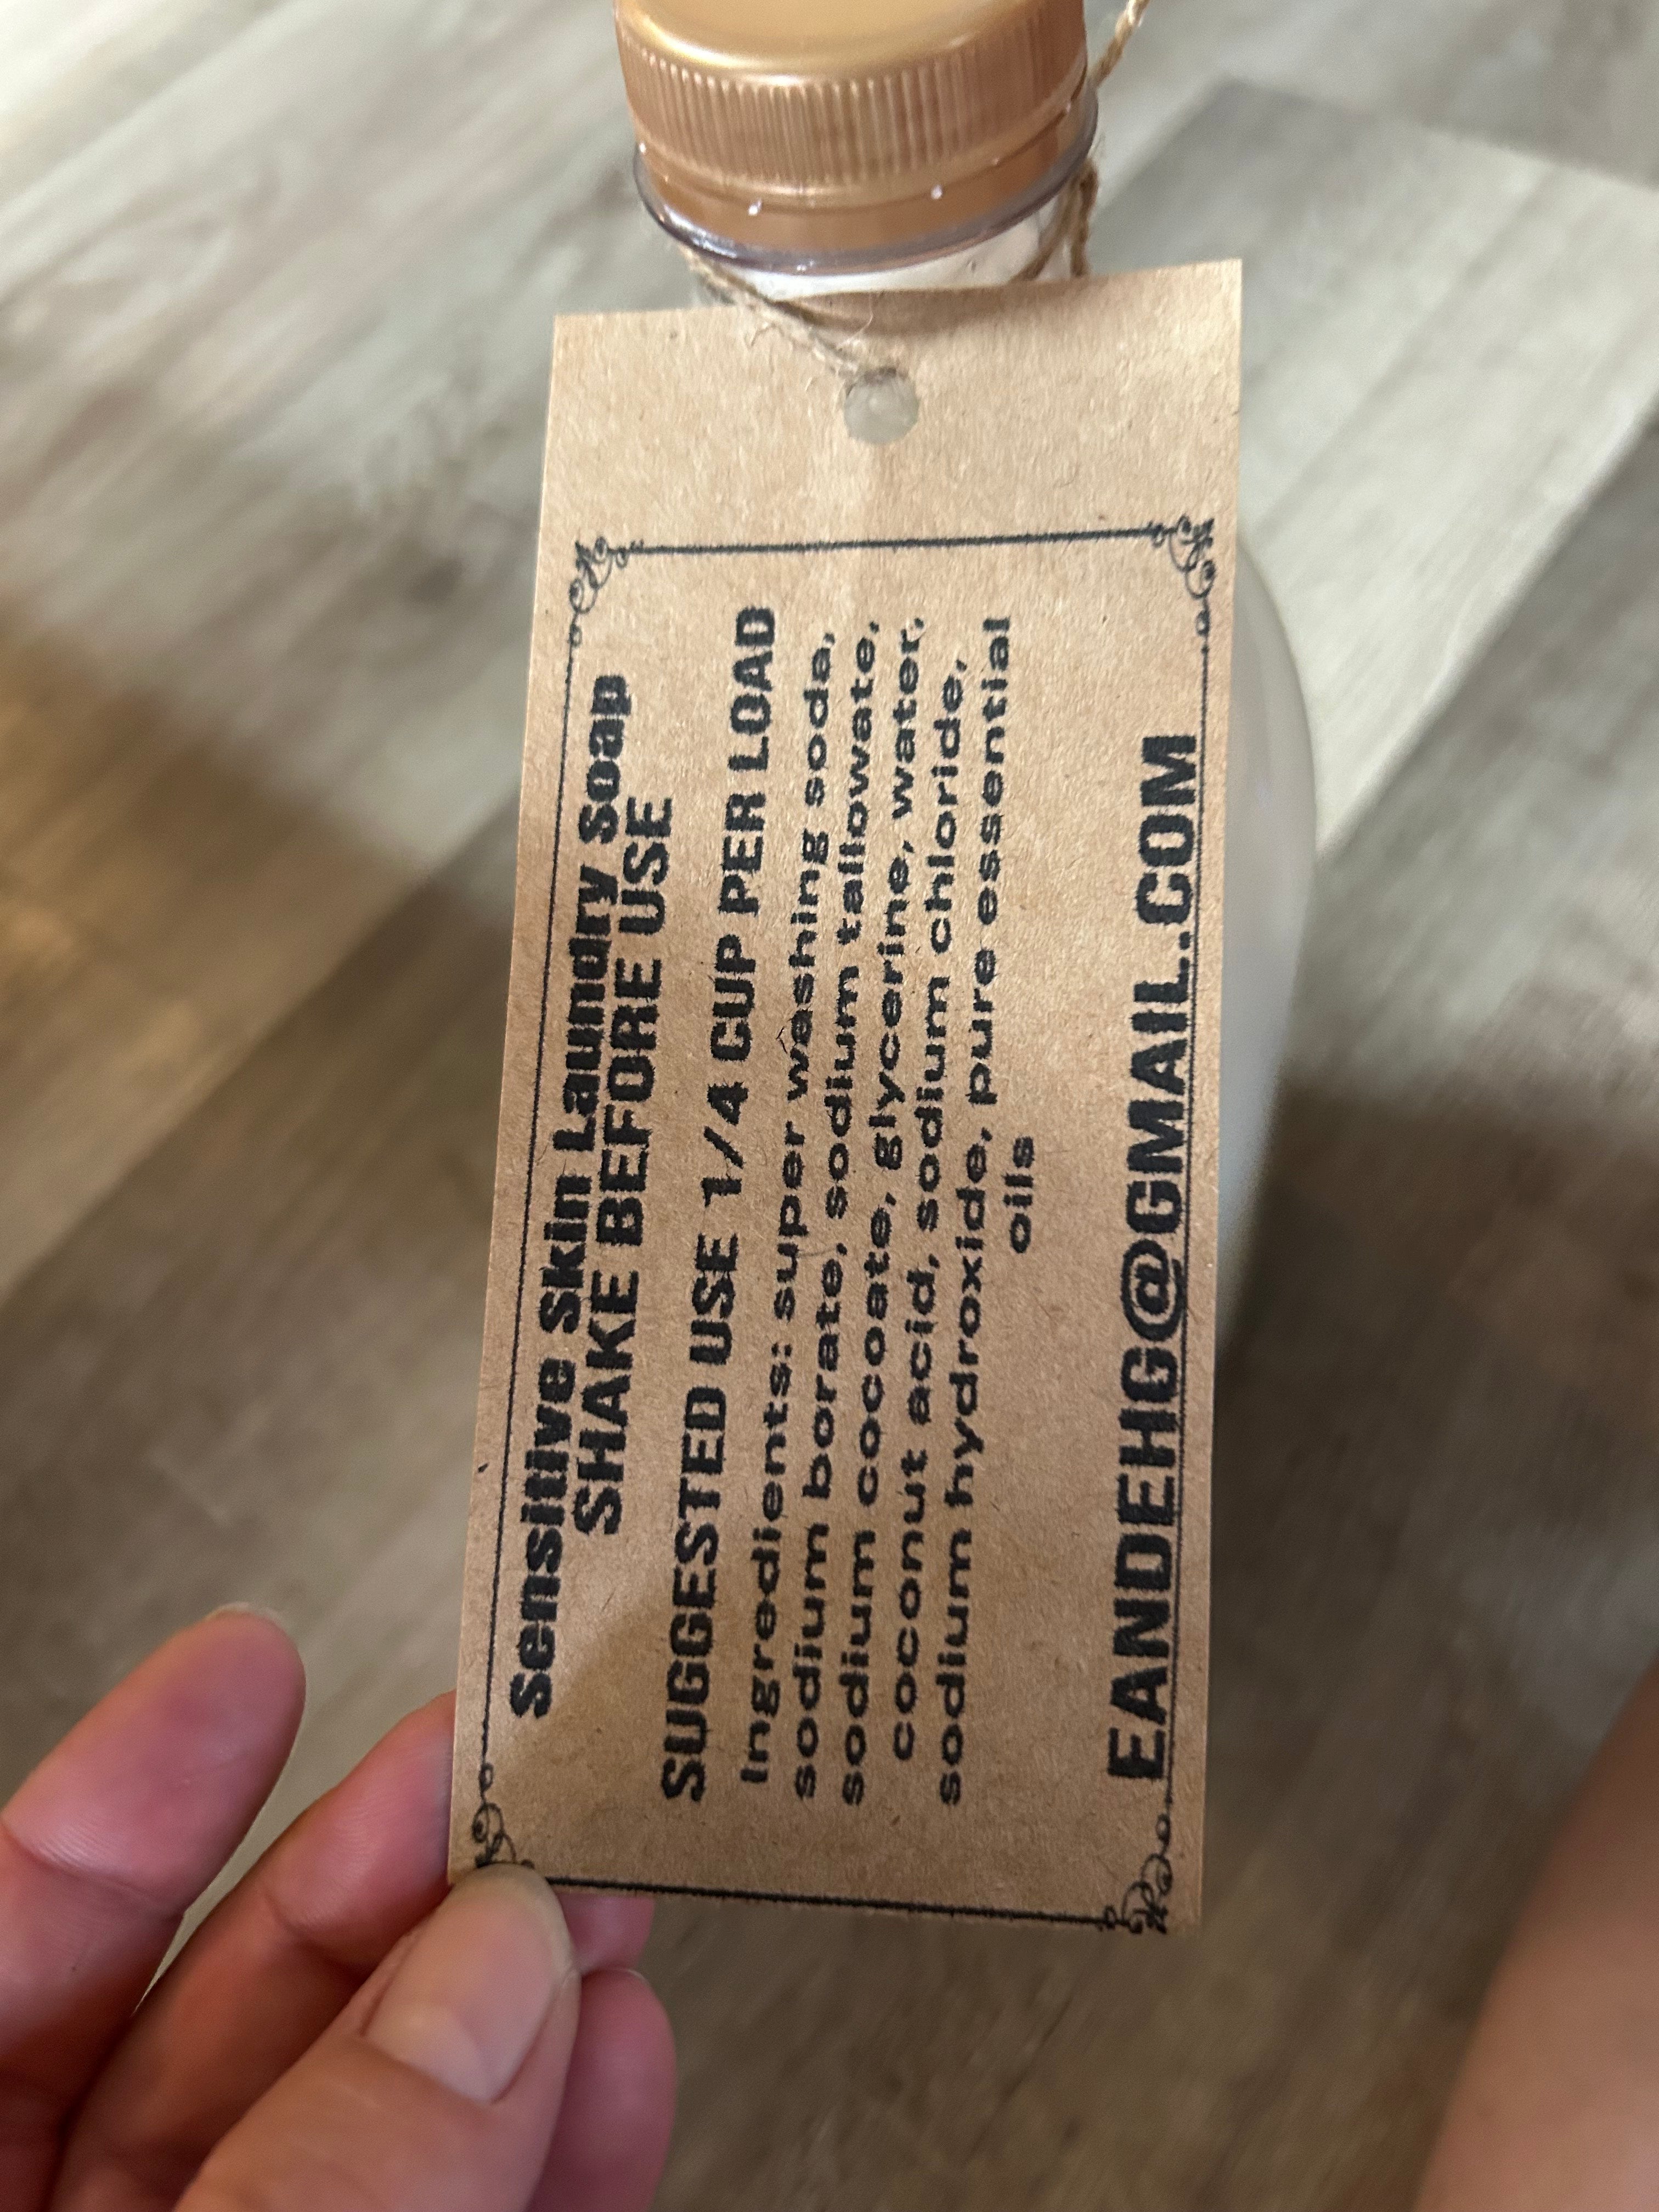 Sensitive Skin Laundry Soap
SHAKE BEFORE USE
SUGGESTED USE 1/4 CUP PER LOAD
Ingredients: super washing soda,
sodium borate, sodium tallowate,
sodium cocoate, glycerine, water,
coconut acid, sodium chloride,
sodium hydroxide, pure essential
oils
EANDEHG@GMAIL.COM